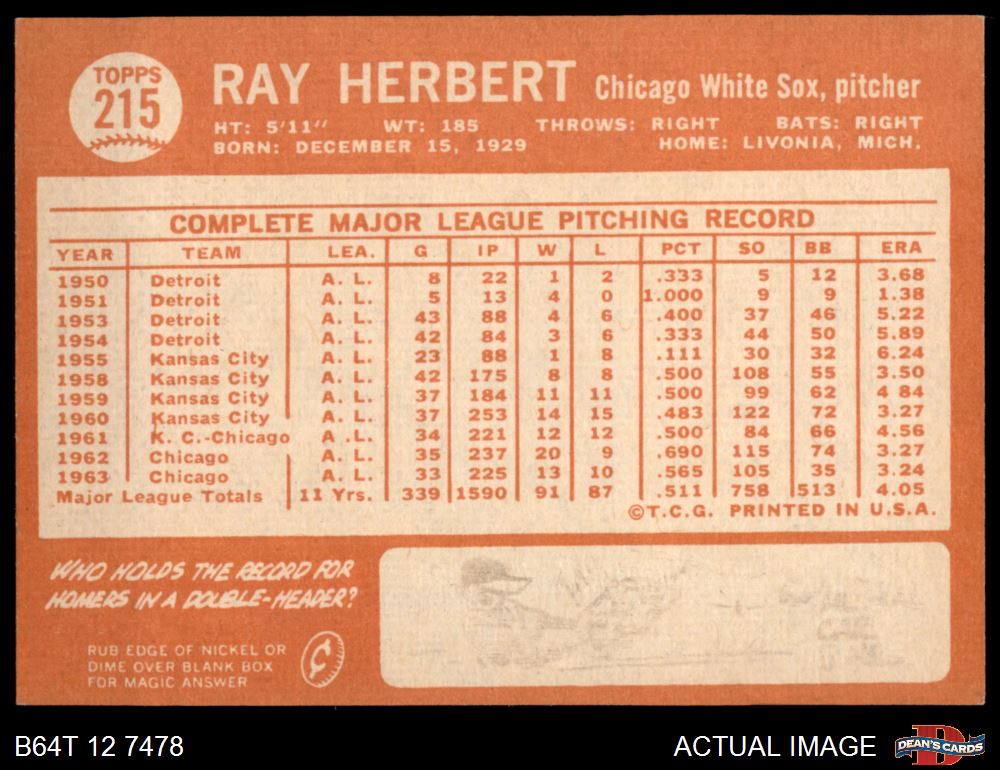 TOPPS
215
RAY HERBERT Chicago White Sox, pitcher
HT: 5'11" WT: 185 THROWS: RIGHT BATS: RIGHT
BORN: DECEMBER 15, 1929 HOME: LIVONIA, MICH.
COMPLETE MAJOR LEAGUE PITCHING RECORD
YEAR TEAM LEA. G IP W L PCT SO BB ERA
1950 Detroit A. L. 8 22 1 2 .333 5 12 3.68
1951 Detroit A. L. 5 13 4 0 1.000 9 9 1.38
1953 Detroit A. L. 43 88 4 6 .400 37 46 5.22
1954 Detroit A. L. 42 84 3 6 .333 44 50 5.89
1955 Kansas City A. L. 23 88 1 8 .111 30 32 6.24
1958 Kansas City A. L. 42 175 8 8 .500 108 55 3.50
1959 Kansas City A. L. 37 184 11 11 .500 99 62 4 84
1960 Kansas City A. L. 37 253 14 15 .483 122 72 3.27
1961 K. C.-Chicago A .L. 34 221 12 12 .500 84 66 4.56
1962 Chicago A. L. 35 237 20 9 .690 115 74 3.27
1963 Chicago A. L. 33 225 13 10 .565 105 35 3.24
Major League Totals 11 Yrs. 339 1590 91 87 .511 758 513 4.05
©T.C.G. PRINTED IN U.S.A.
WHO HOLDS THE RECORD FOR
HOMERS IN A DOUBLE-HEADER?
RUB EDGE OF NICKEL OR
DIME OVER BLANK BOX
FOR MAGIC ANSWER
B64T 12 7478 ACTUAL IMAGE DEAN'S CARDS